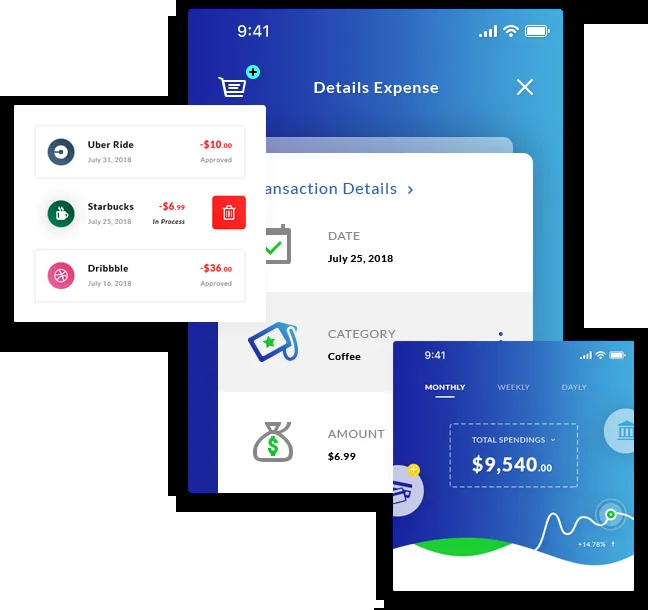 9:41
Details Expense
Uber Ride
-$10.00
July 31, 2018
Approved
Starbucks
-$6.99
July 25, 2018
In Process
Dribbble
-$36.00
July 16, 2018
Approved
ansaction Details >
DATE
July 25, 2018
CATEGORY
Coffee
AMOUNT
$6.99
9:41
MONTHLY
WEEKLY
DAYLY
TOTAL SPENDINGS
$9,540.00
+14.78%